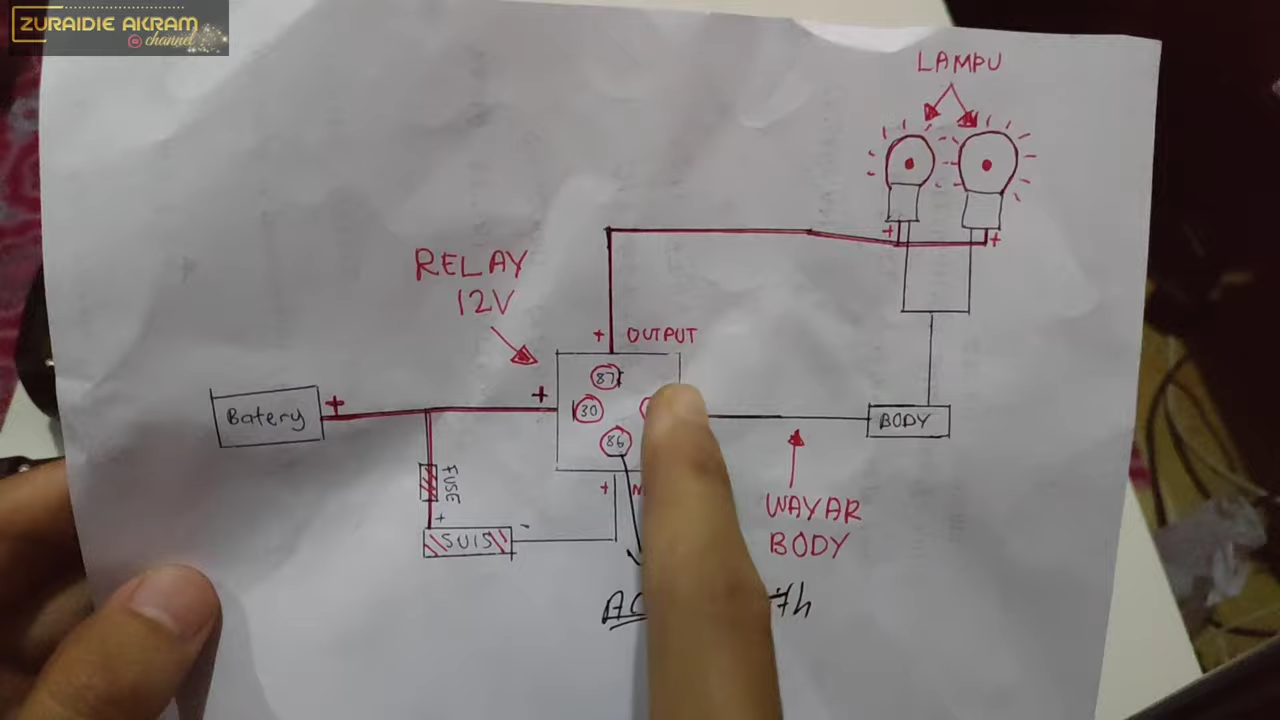 ZURAIDIE AKRAM
channel
LAMPU
RELAY
12V
+ +
+ OUTPUT
87
+ +
Batery
30
BODY
86
FUSE
+
+
WAYAR
BODY
SUIS